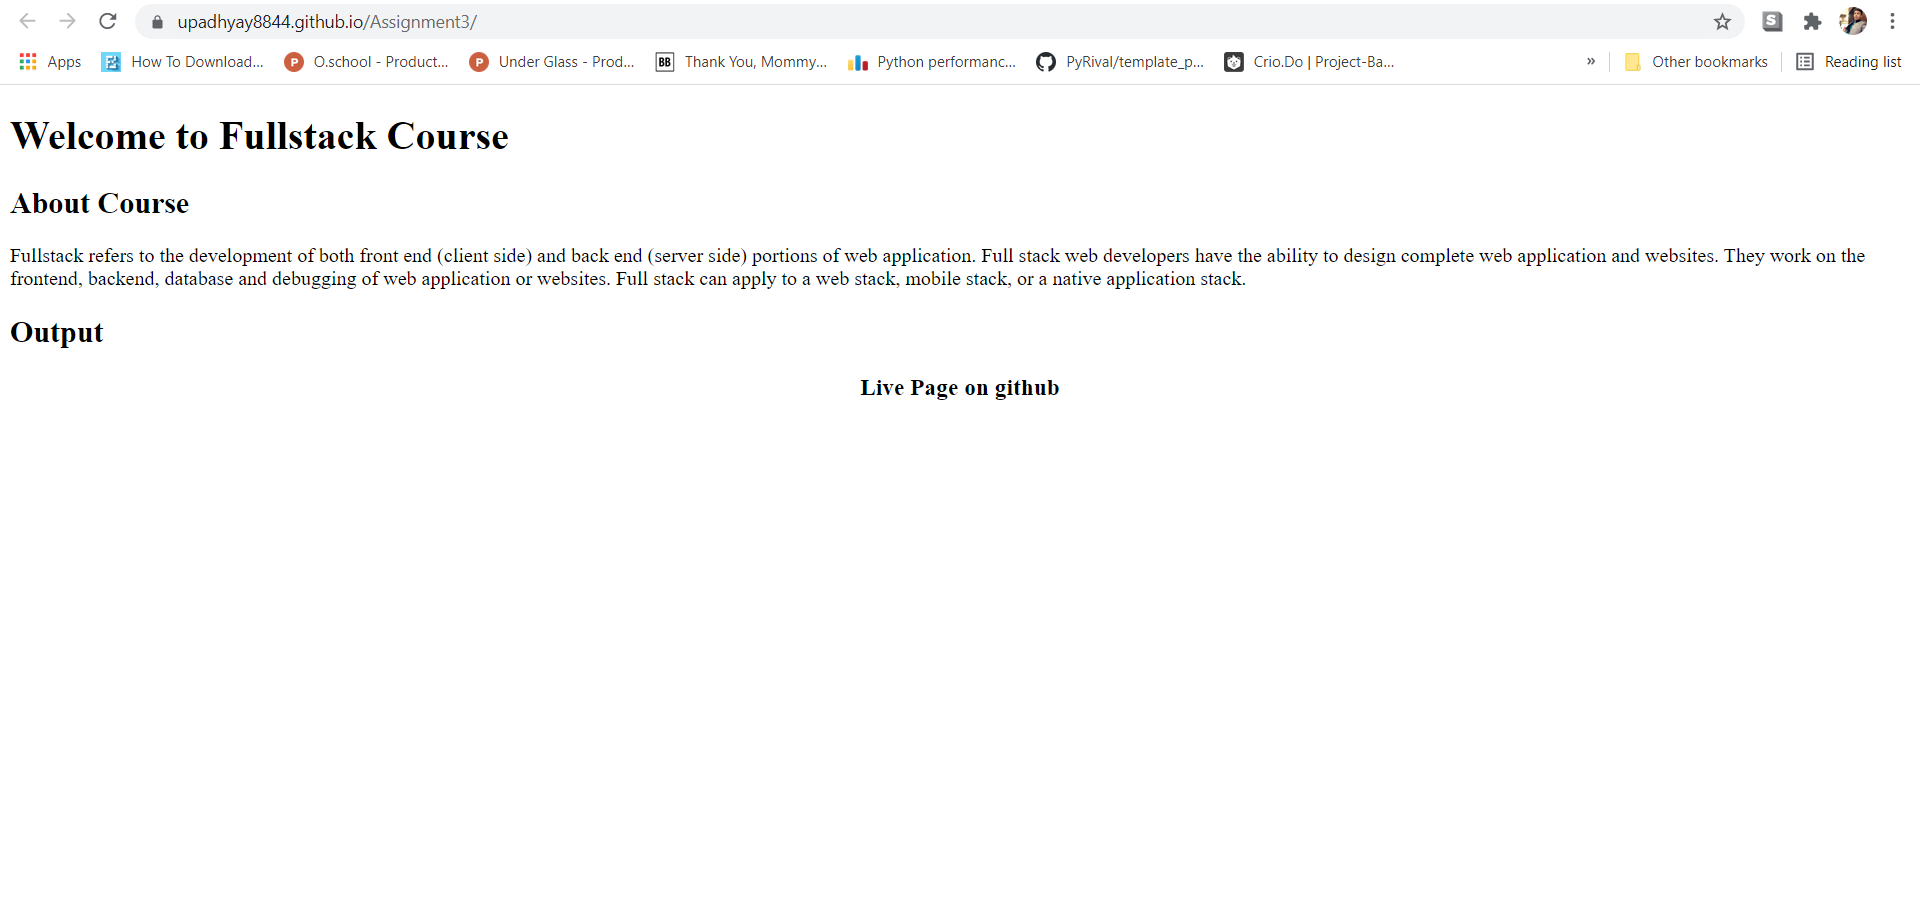 upadhyay8844.github.io/Assignment3/
S
Apps
How To Download...
P
O.school - Product...
P
Under Glass - Prod...
BB
Thank You, Mommy...
Python performanc...
PyRival/template_p...
Crio.Do | Project-Ba...
»
Other bookmarks
Reading list
Welcome to Fullstack Course
About Course
Fullstack refers to the development of both front end (client side) and back end (server side) portions of web application. Full stack web developers have the ability to design complete web application and websites. They work on the
frontend, backend, database and debugging of web application or websites. Full stack can apply to a web stack, mobile stack, or a native application stack.
Output
Live Page on github